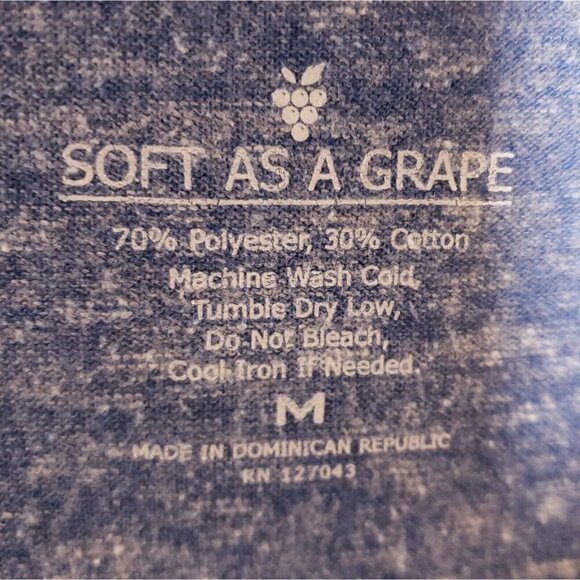 SOFT AS A GRAPE
70% Polyester, 30% Cotton
Machine Wash Cold,
Tumble Dry Low,
Do Not Bleach,
Cool Iron If Needed.
M
MADE IN DOMINICAN REPUBLIC
RN 127043